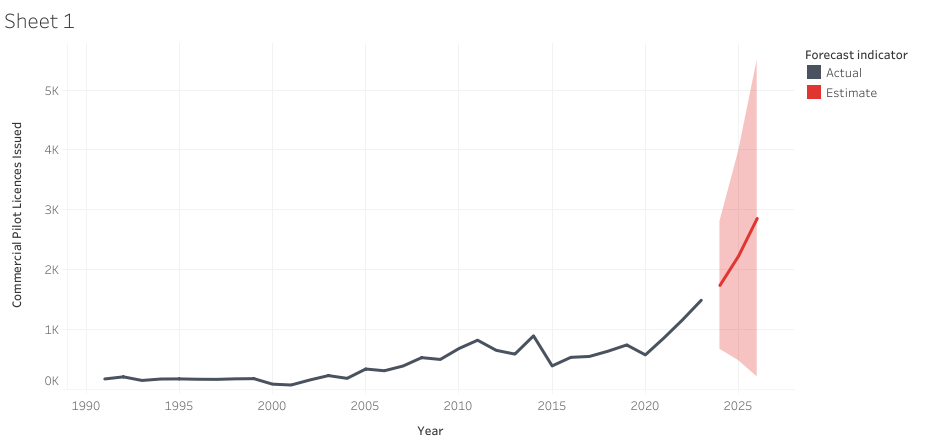 Sheet 1
Forecast indicator
Actual
Estimate
Commercial Pilot Licences Issued
5K
4K
3K
2K
1K
0K
1990 1995 2000 2005 2010 2015 2020 2025
Year